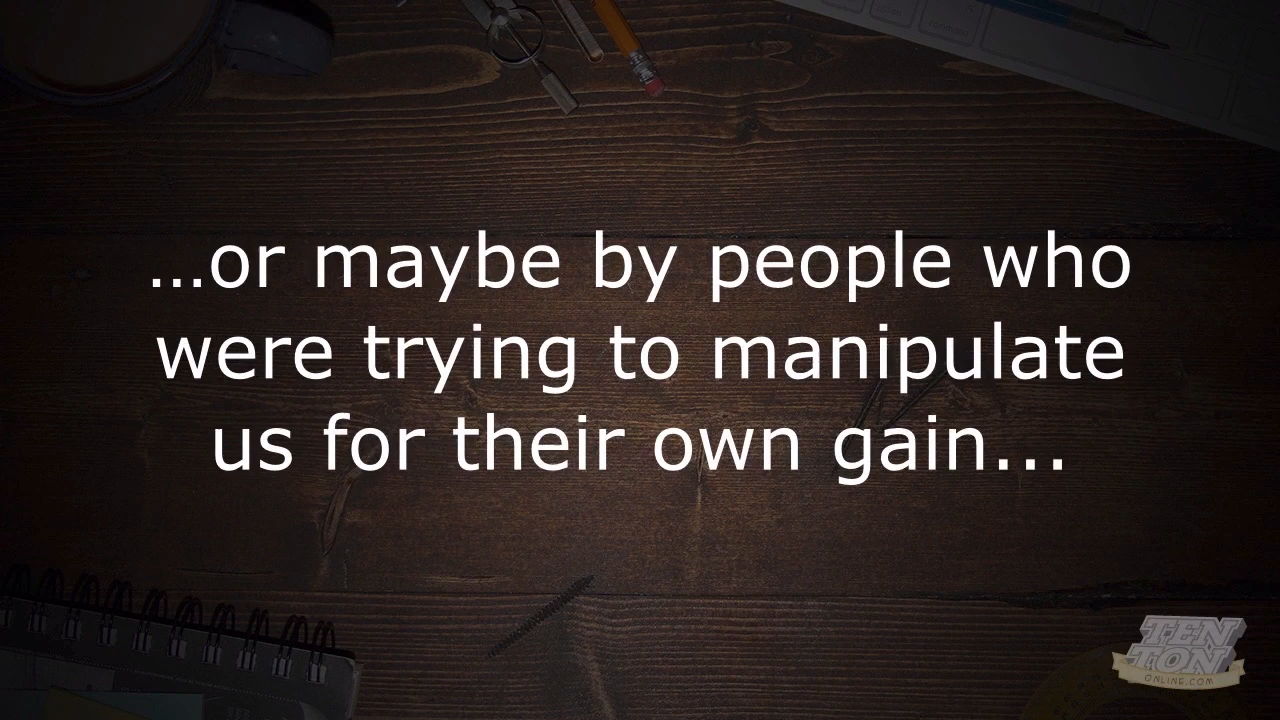 …or maybe by people who
were trying to manipulate
us for their own gain...
TEN
TON
ONLINE.COM